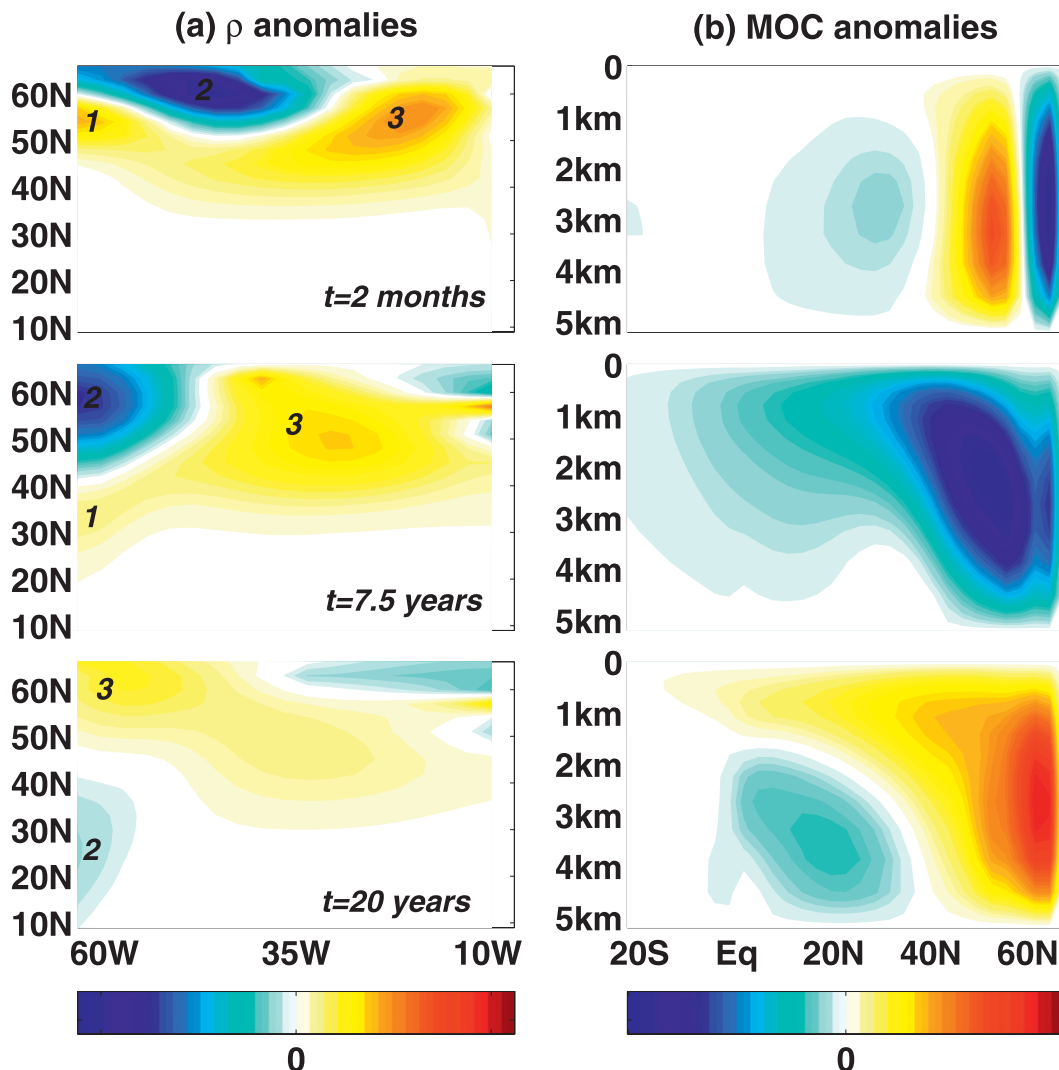 (a) ρ anomalies
(b) MOC anomalies
60N
50N
40N
30N
20N
10N
1
2
3
t=2 months
0
1km
2km
3km
4km
5km
60N
50N
40N
30N
20N
10N
2
3
1
t=7.5 years
0
1km
2km
3km
4km
5km
60N
50N
40N
30N
20N
10N
3
2
t=20 years
60W 35W 10W
0
1km
2km
3km
4km
5km
20S Eq 20N 40N 60N
0
0